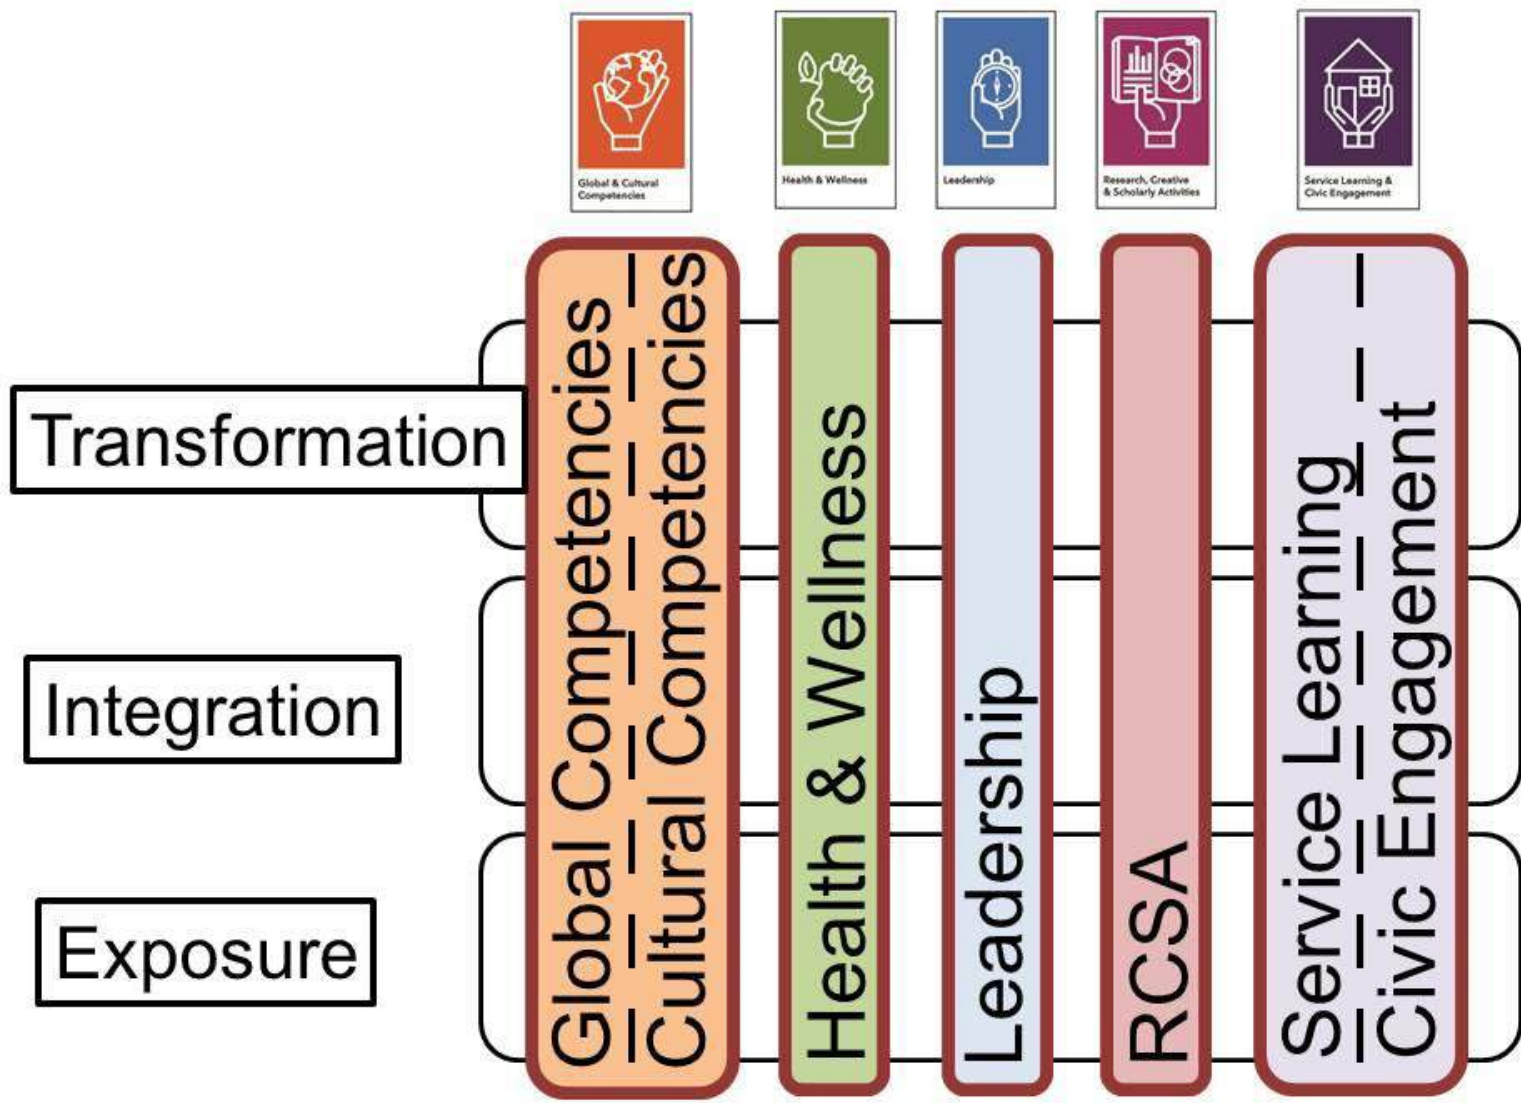 Global & Cultural
Competencies
Health & Wellness
Leadership
Research, Creative
& Scholarly Activities
Service Learning &
Civic Engagement
Transformation
Integration
Exposure
Global Competencies
Cultural Competencies
Health & Wellness
Leadership
RCSA
Service Learning
Civic Engagement